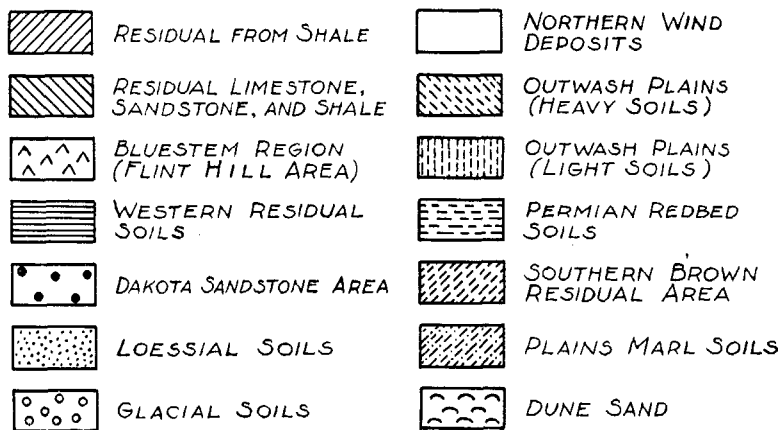 RESIDUAL FROM SHALE
RESIDUAL LIMESTONE,
SANDSTONE, AND SHALE
BLUESTEM REGION
(FLINT HILL AREA)
WESTERN RESIDUAL
SOILS
DAKOTA SANDSTONE AREA
LOESSIAL SOILS
GLACIAL SOILS
NORTHERN WIND
DEPOSITS
OUTWASH PLAINS
(HEAVY SOILS)
OUTWASH PLAINS
(LIGHT SOILS)
PERMIAN REDBED
SOILS
SOUTHERN BROWN
RESIDUAL AREA
PLAINS MARL SOILS
DUNE SAND